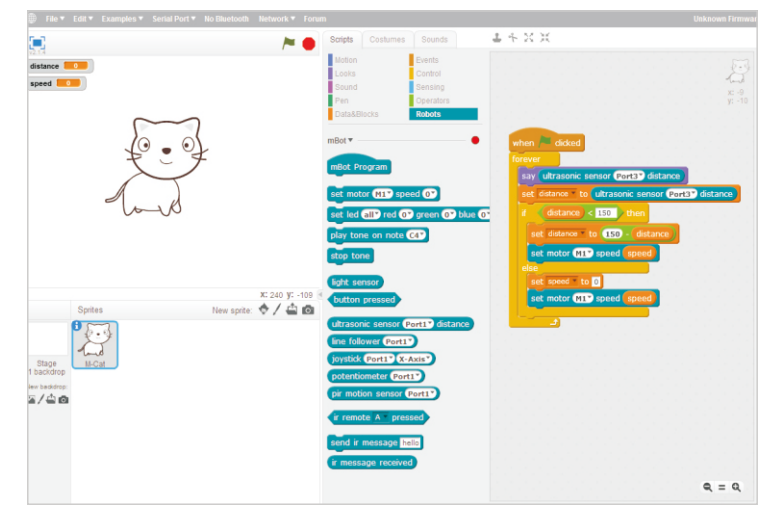 File▾ Edit▾ Examples▾ Serial Port▾ No Bluetooth Network▾ Forum Unknown Firmwar
Scripts Costumes Sounds
distance 0
speed 0
Motion Events
Looks Control
Sound Sensing
Pen Operators
Data&Blocks Robots
mBot▾
mBot Program
set motor M1▾ speed 0▾
set led all▾ red 0▾ green 0▾ blue 0▾
play tone on note C4▾
stop tone
light sensor
button pressed
ultrasonic sensor Port1▾ distance
line follower Port1▾
joystick Port1▾ X-Axis▾
potentiometer Port1▾
pir motion sensor Port1▾
ir remote A▾ pressed
send ir message hello
ir message received
when clicked
forever
say ultrasonic sensor Port3▾ distance
set distance▾ to ultrasonic sensor Port3▾ distance
if distance < 150 then
set distance▾ to 150 - distance
set motor M1▾ speed speed
else
set speed▾ to 0
set motor M1▾ speed speed
y: -10
X: 240 y: -109
Sprites New sprite:
M-Cat
Stage
1 backdrop
New backdrop: